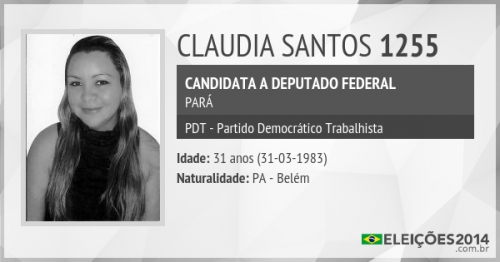 CLAUDIA SANTOS 1255
CANDIDATA A DEPUTADO FEDERAL
PARÁ
PDT - Partido Democrático Trabalhista
Idade: 31 anos (31-03-1983)
Naturalidade: PA - Belém
ELEIÇÕES2014
.com.br